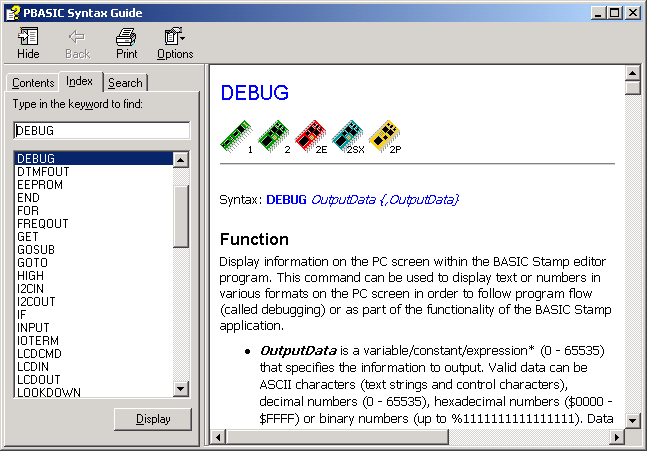 PBASIC Syntax Guide
Hide
Back
Print
Options
Contents
Index
Search
Type in the keyword to find:
DEBUG
DEBUG
DTMFOUT
EEPROM
END
FOR
FREQOUT
GET
GOSUB
GOTO
HIGH
I2CIN
I2COUT
IF
INPUT
IOTERM
LCDCMD
LCDIN
LCDOUT
LOOKDOWN
Display
DEBUG
1 2 2E 2SX 2P
Syntax: DEBUG OutputData {,OutputData}
Function
Display information on the PC screen within the BASIC Stamp editor
program. This command can be used to display text or numbers in
various formats on the PC screen in order to follow program flow
(called debugging) or as part of the functionality of the BASIC Stamp
application.
• OutputData is a variable/constant/expression* (0 - 65535)
that specifies the information to output. Valid data can be
ASCII characters (text strings and control characters),
decimal numbers (0 - 65535), hexadecimal numbers ($0000 -
$FFFF) or binary numbers (up to %1111111111111111). Data